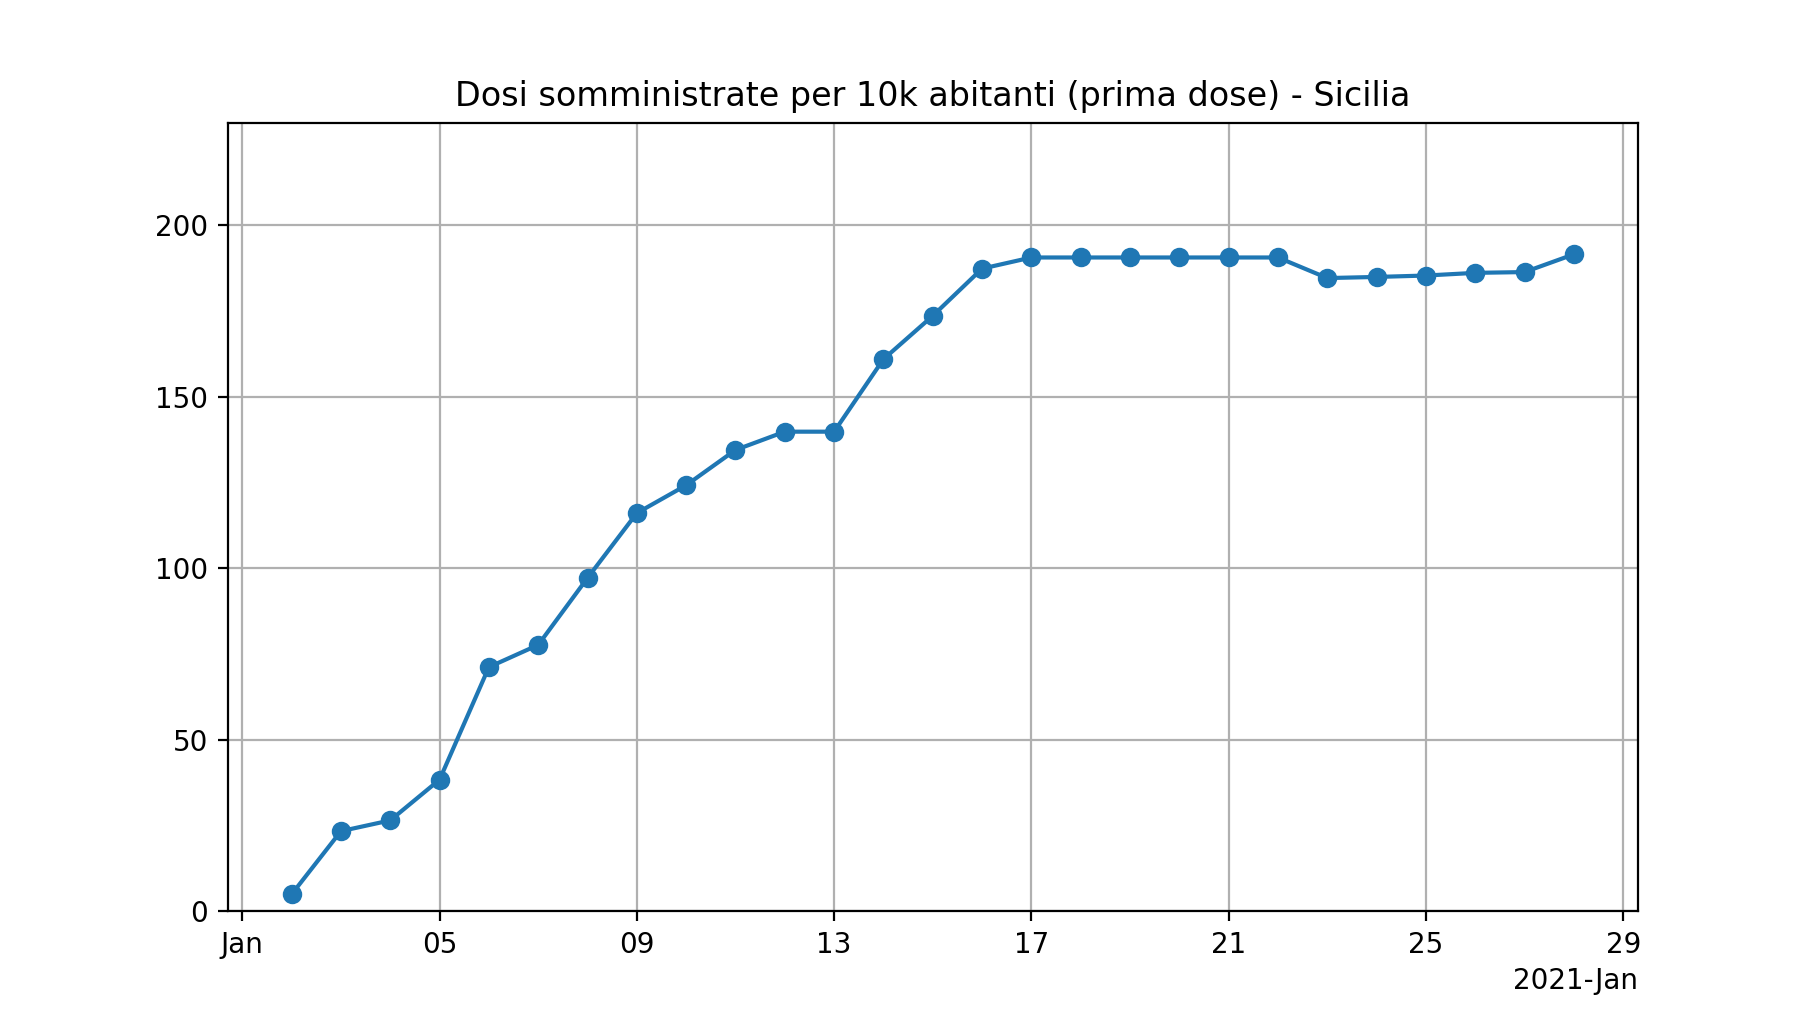 Dosi somministrate per 10k abitanti (prima dose) - Sicilia
200
150
100
50
0
Jan 05 09 13 17 21 25 29
2021-Jan